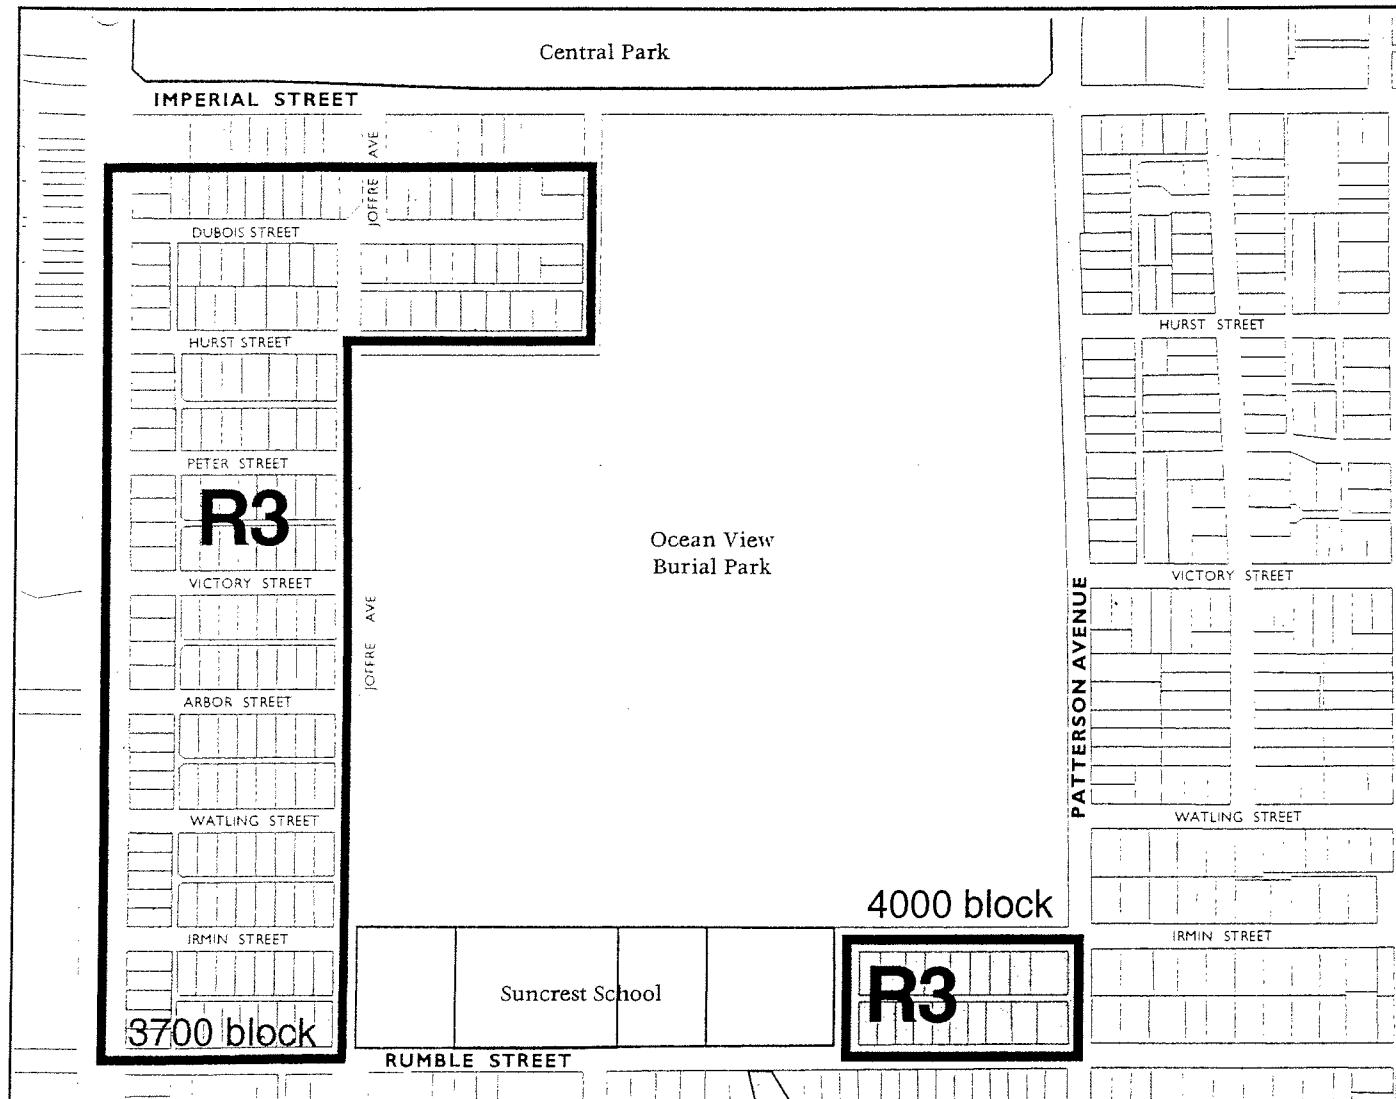 Central Park
IMPERIAL STREET
JOFFRE AVE
DUBOIS STREET
HURST STREET
HURST STREET
PETER STREET
R3
Ocean View
Burial Park
VICTORY STREET
VICTORY STREET
JOFFRE AVE
PATTERSON AVENUE
ARBOR STREET
WATLING STREET
WATLING STREET
4000 block
IRMIN STREET
IRMIN STREET
Suncrest School
R3
3700 block
RUMBLE STREET